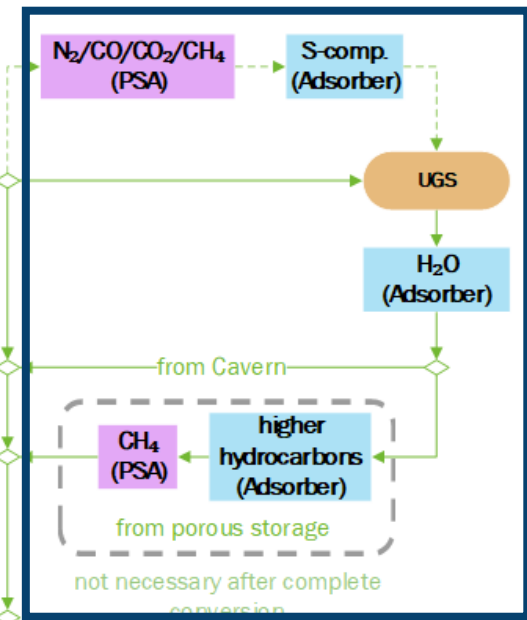 N₂/CO/CO₂/CH₄
(PSA)
S-comp.
(Adsorber)
UGS
H₂O
(Adsorber)
from Cavern
CH₄
(PSA)
higher
hydrocarbons
(Adsorber)
from porous storage
not necessary after complete
conversion